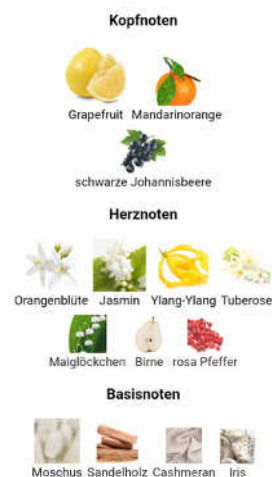 Kopfnoten
Grapefruit Mandarinorange
schwarze Johannisbeere
Herznoten
Orangenblüte Jasmin Ylang-Ylang Tuberose
Maiglöckchen Birne rosa Pfeffer
Basisnoten
Moschus Sandelholz Cashmeran Iris